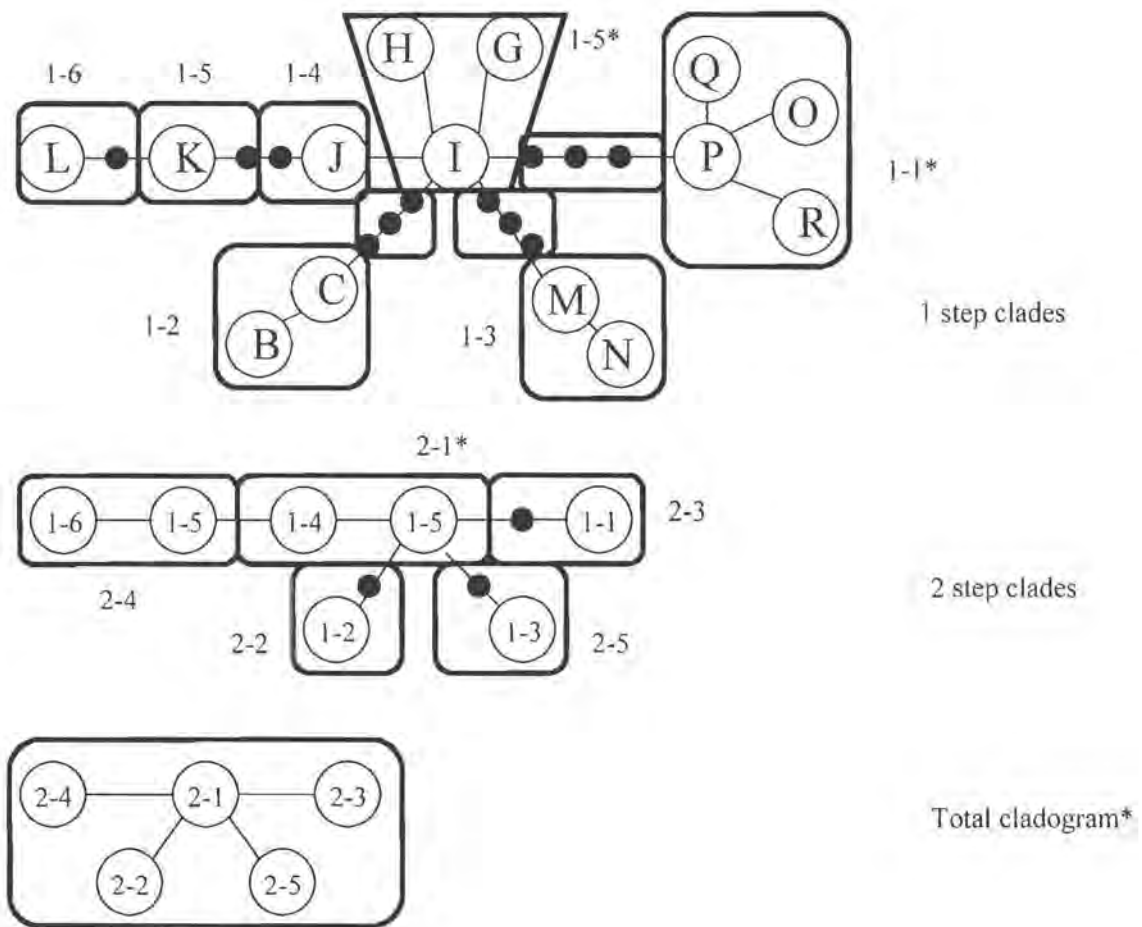 H G 1-5*
1-6 1-5 1-4
Q
O
L K J I P
1-1*
R
C M
1-2 B 1-3 N
1 step clades
2-1*
1-6 1-5 1-4 1-5 1-1 2-3
2-4
2 step clades
2-2 1-2 1-3 2-5
2-4 2-1 2-3
Total cladogram*
2-2 2-5